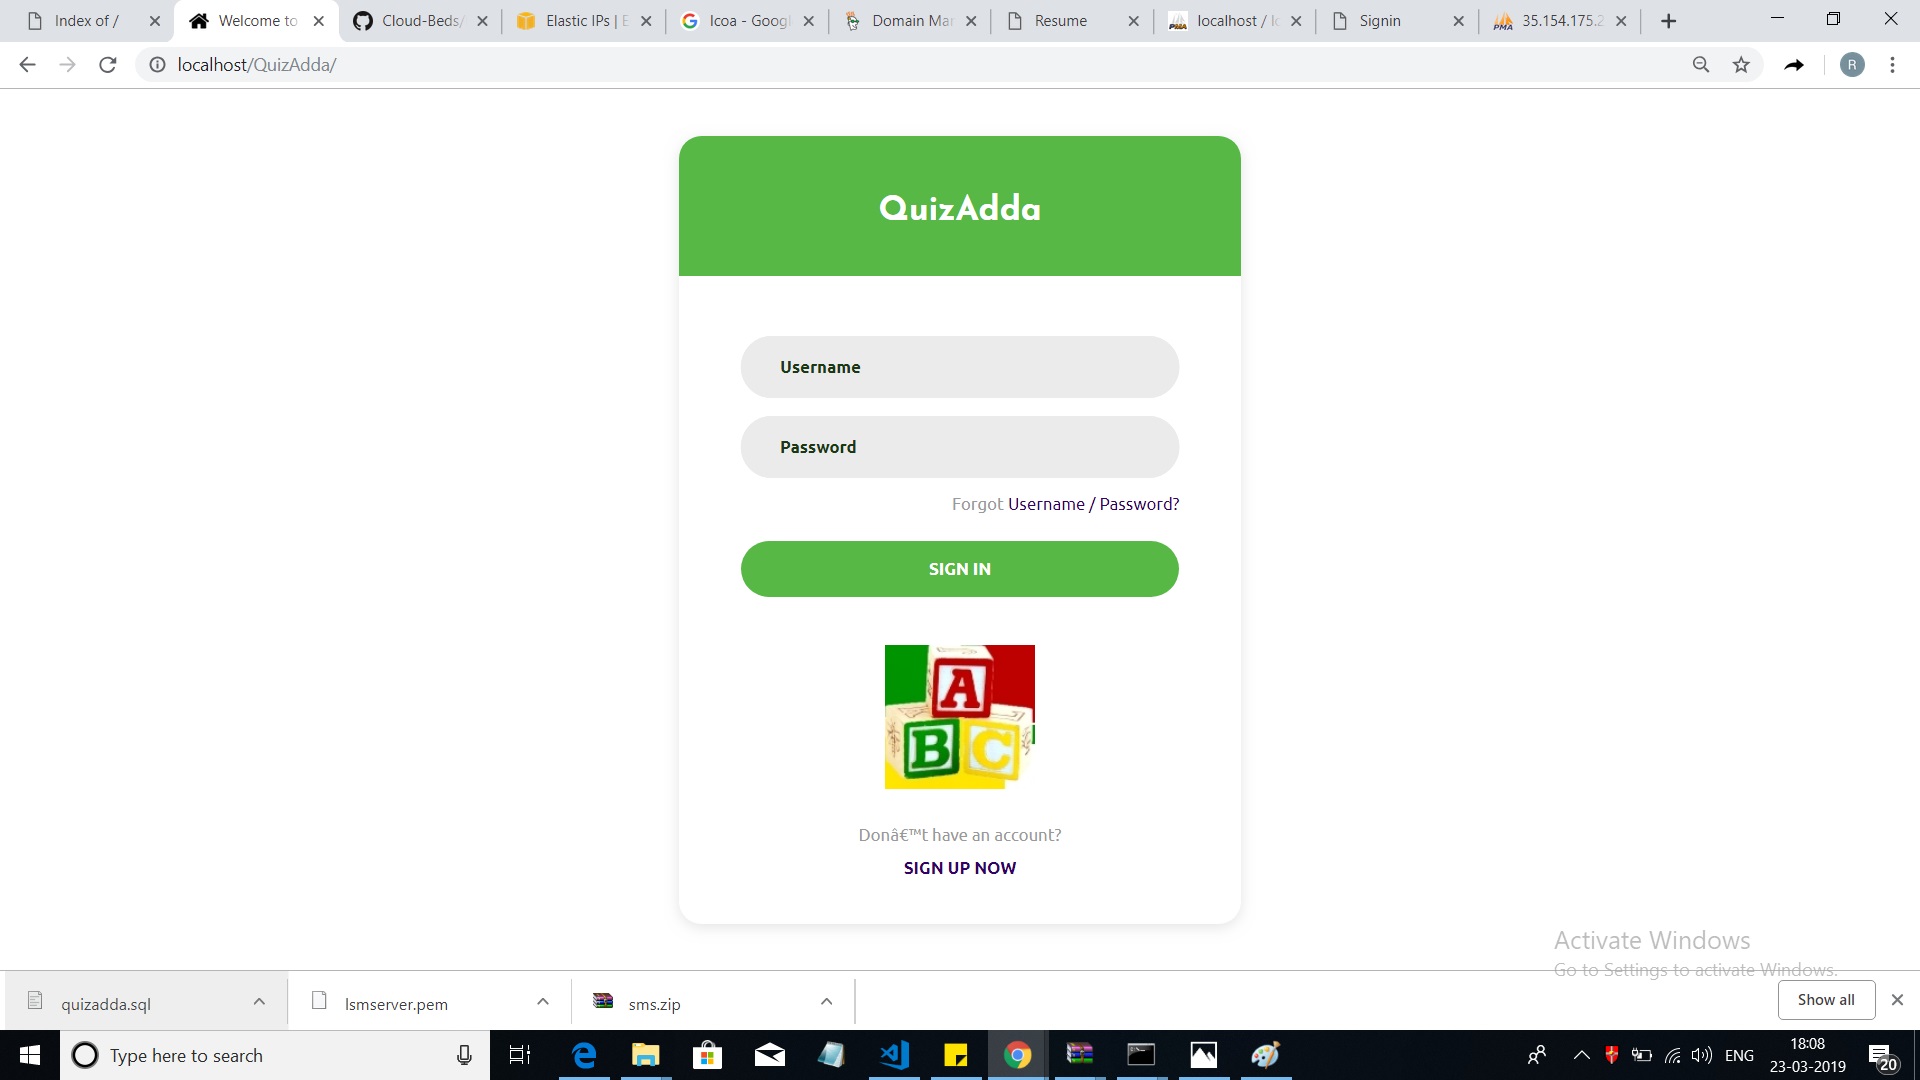 Index of /
Welcome to
Cloud-Beds/
Elastic IPs | E
Icoa - Googl
Domain Mar
Resume
localhost / lo
Signin
35.154.175.2
localhost/QuizAdda/
R
QuizAdda
Username
Password
Forgot Username / Password?
SIGN IN
A
B C
Donâ€™t have an account?
SIGN UP NOW
Activate Windows
Go to Settings to activate Windows.
quizadda.sql
lsmserver.pem
sms.zip
Show all
Type here to search
ENG
18:08
23-03-2019
20